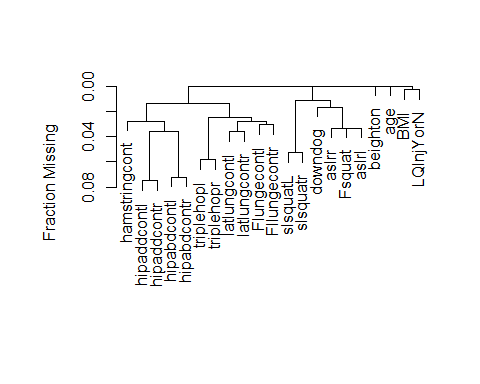 Fraction Missing
0.00
0.04
0.08
hamstringcont
hipaddcontl
hipaddcontr
hipabdcontl
hipabdcontr
triplehopl
triplehopr
latlungcontl
latlungcontr
Flungecontl
Fllungecontr
slsquatL
slsquatr
downdog
aslrr
Fsquat
aslrl
beighton
age
BMI
LQInjYorN